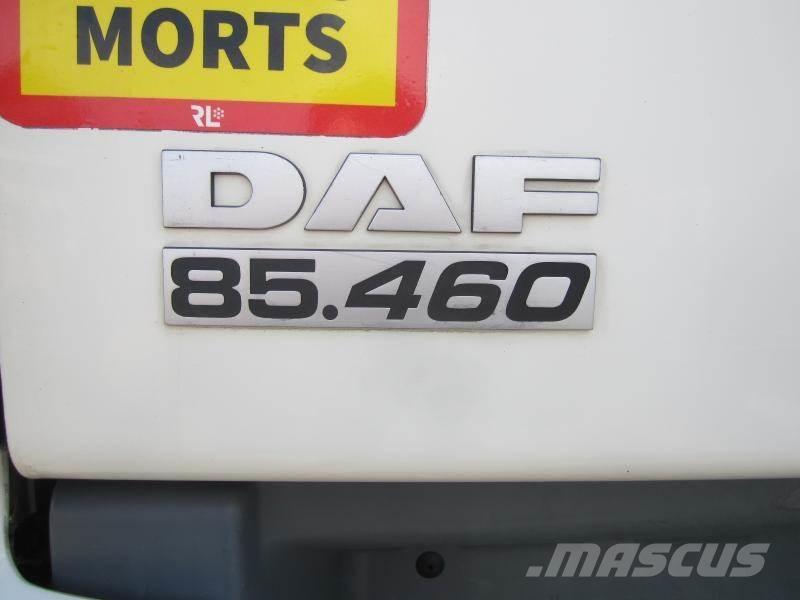 MORTS
RL
DAF
85.460
.MASCUS